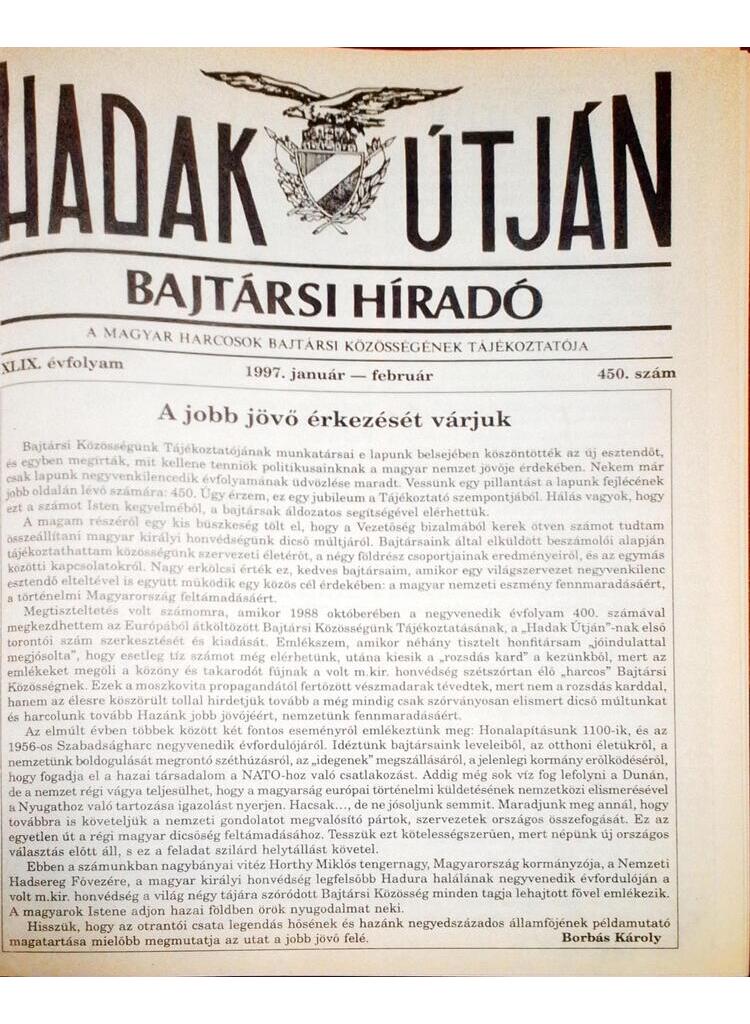 HADAK ÚTJÁN
BAJTÁRSI HÍRADÓ
A MAGYAR HARCOSOK BAJTÁRSI KÖZÖSSÉGÉNEK TÁJÉKOZTATÓJA
XLIX. évfolyam 1997. január — február 450. szám
A jobb jövő érkezését várjuk
Bajtársi Közösségünk Tájékoztatójának munkatársai e lapunk belsejében köszöntötték az új esztendőt,
és egyben megírták, mit kellene tenniök politikusainknak a magyar nemzet jövője érdekében. Nekem már
csak lapunk negyvenkilencedik évfolyamának üdvözlése maradt. Vessünk egy pillantást a lapunk fejlécének
jobb oldalán lévő számára: 450. Úgy érzem, ez egy jubileum a Tájékoztató szempontjából. Hálás vagyok, hogy
ezt a számot Isten kegyelméből, a bajtársak áldozatos segítségével elérhettük.
A magam részéről egy kis büszkeség tölt el, hogy a Vezetőség bizalmából kerek ötven számot tudtam
összeállítani magyar királyi honvédségünk dicső múltjáról. Bajtársaink által elküldött beszámolói alapján
tájékoztathattam közösségünk szervezeti életéről, a négy földrész csoportjainak eredményeiről, és az egymás
közötti kapcsolatokról. Nagy erkölcsi érték ez, kedves bajtársaim, amikor egy világszervezet negyvenkilenc
esztendő elteltével is együtt működik egy közös cél érdekében: a magyar nemzeti eszmény fennmaradásáért,
a történelmi Magyarország feltámadásáért.
Megtiszteltetés volt számomra, amikor 1988 októberében a negyvenedik évfolyam 400. számával
megkezdhettem az Európából átköltözött Bajtársi Közösségünk Tájékoztatásának, a „Hadak Útján”-nak első
torontói szám szerkesztését és kiadását. Emlékszem, amikor néhány tisztelt honfitársam „jóindulattal
megjósolta”, hogy esetleg tíz számot még elérhetünk, utána kiesik a „rozsdás kard” a kezünkből, mert az
emlékeket megöli a közöny és takarodót fújnak a volt m.kir. honvédség szétszórtan élő „harcos” Bajtársi
Közösségnek. Ezek a moszkovita propagandától fertőzött vészmadarak tévedtek, mert nem a rozsdás karddal,
hanem az élesre köszörült tollal hirdetjük tovább a még mindig csak szórványosan elismert dicső múltunkat
és harcolunk tovább Hazánk jobb jövőjéért, nemzetünk fennmaradásáért.
Az elmúlt évben többek között két fontos eseményről emlékeztünk meg: Honalapításunk 1100-ik, és az
1956-os Szabadságharc negyvenedik évfordulójáról. Idéztünk bajtársaink leveleiből, az otthoni életükről, a
nemzetünk boldogulását megrontó széthúzásról, az „idegenek” megszállásáról, a jelenlegi kormány erőlködéséről,
hogy fogadja el a hazai társadalom a NATO-hoz való csatlakozást. Addig még sok víz fog lefolyni a Dunán,
de a nemzet régi vágya teljesülhet, hogy a magyarság európai történelmi küldetésének nemzetközi elismerésével
a Nyugathoz való tartozása igazolást nyerjen. Hacsak..., de ne jósoljunk semmit. Maradjunk meg annál, hogy
továbbra is követeljük a nemzeti gondolatot megvalósító pártok, szervezetek országos összefogását. Ez az
egyetlen út a régi magyar dicsőség feltámadásához. Tesszük ezt kötelességszerűen, mert népünk új országos
választás előtt áll, s ez a feladat szilárd helytállást követel.
Ebben a számunkban nagybányai vitéz Horthy Miklós tengernagy, Magyarország kormányzója, a Nemzeti
Hadsereg Fővezére, a magyar királyi honvédség legfelsőbb Hadura halálának negyvenedik évfordulóján a
volt m.kir. honvédség a világ négy tájára szóródott Bajtársi Közösség minden tagja lehajtott fővel emlékezik.
A magyarok Istene adjon hazai földben örök nyugodalmat neki.
Hisszük, hogy az otrantói csata legendás hősének és hazánk negyedszázados államfőjének példamutató
magatartása mielőbb megmutatja az utat a jobb jövő felé. Borbás Károly